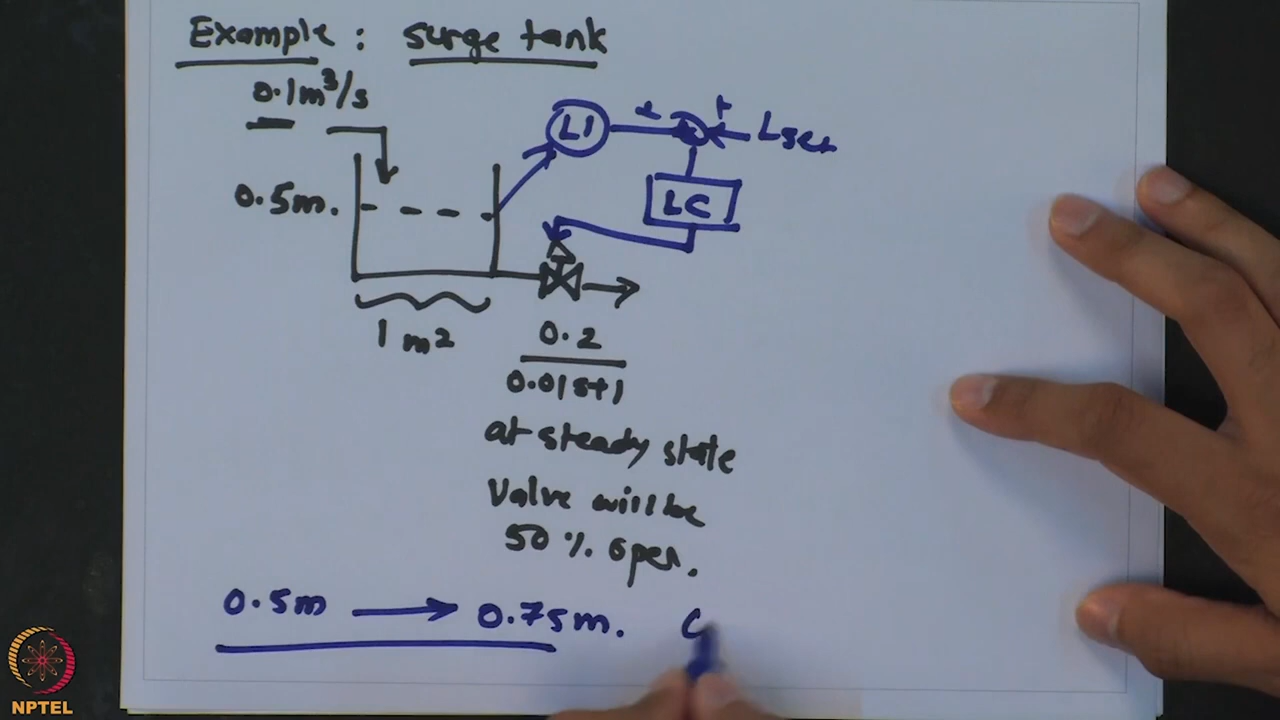 Example: surge tank
0.1m³/s
LI - + Lset
0.5m.
LC
1 m2
0.2
0.01s+1
at steady state
Valve will be
50 % open.
0.5m → 0.75m. C
NPTEL